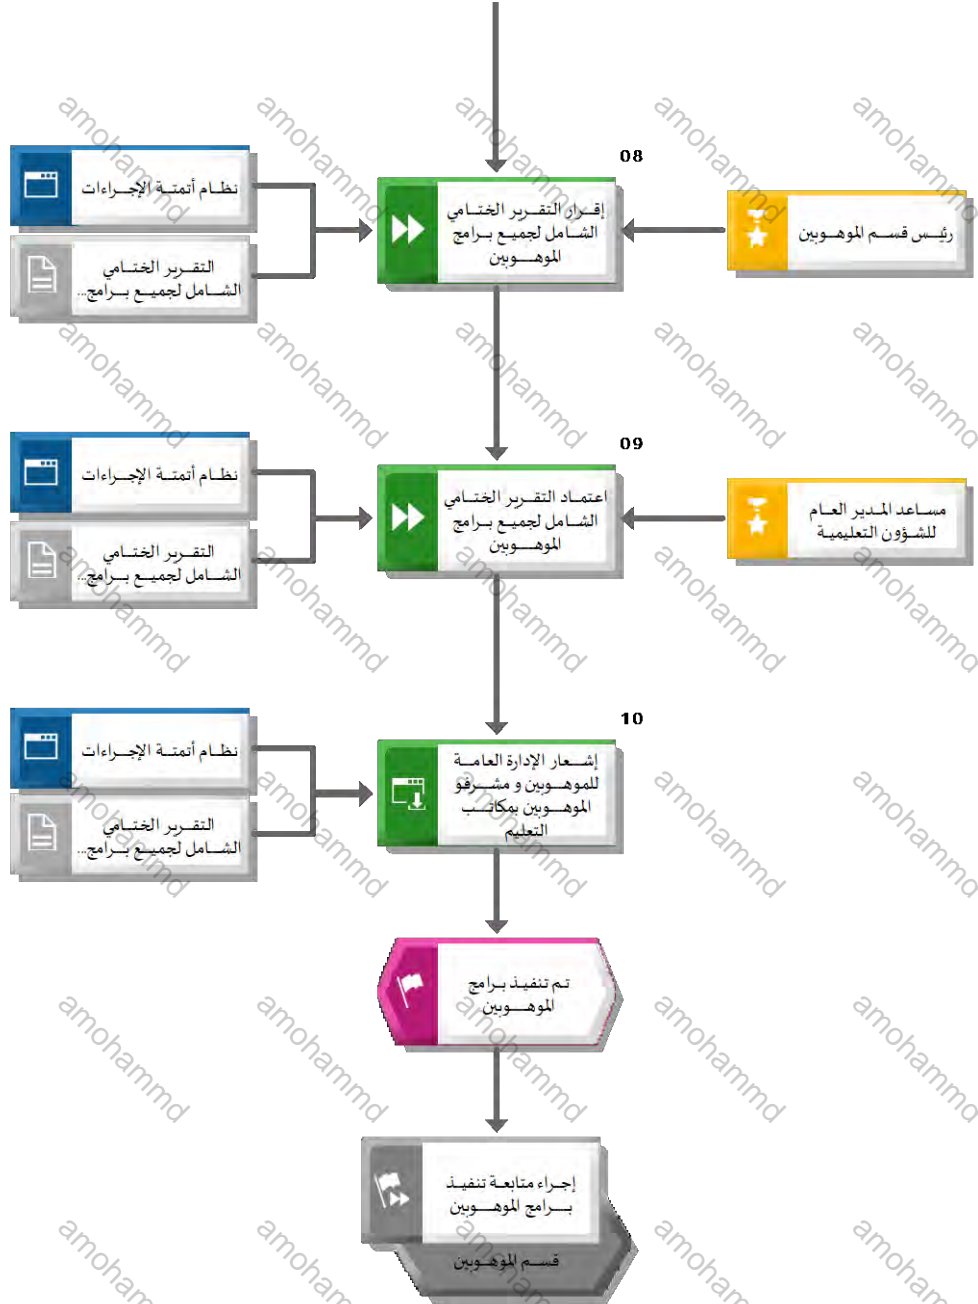 08
رئيس قسم الموهوبين
إقرار التقرير الختامي
الشامل لجميع برامج
الموهوبين
نظام أتمتة الإجراءات
التقرير الختامي
الشامل لجميع برامج...
09
مساعد المدير العام
للشؤون التعليمية
اعتماد التقرير الختامي
الشامل لجميع برامج
الموهوبين
نظام أتمتة الإجراءات
التقرير الختامي
الشامل لجميع برامج...
10
إشعار الإدارة العامة
للموهوبين و مشرفو
الموهوبين بمكاتب
التعليم
نظام أتمتة الإجراءات
التقرير الختامي
الشامل لجميع برامج...
تم تنفيذ برامج
الموهوبين
إجراء متابعة تنفيذ
برامج الموهوبين
قسم الموهوبين
amohammd